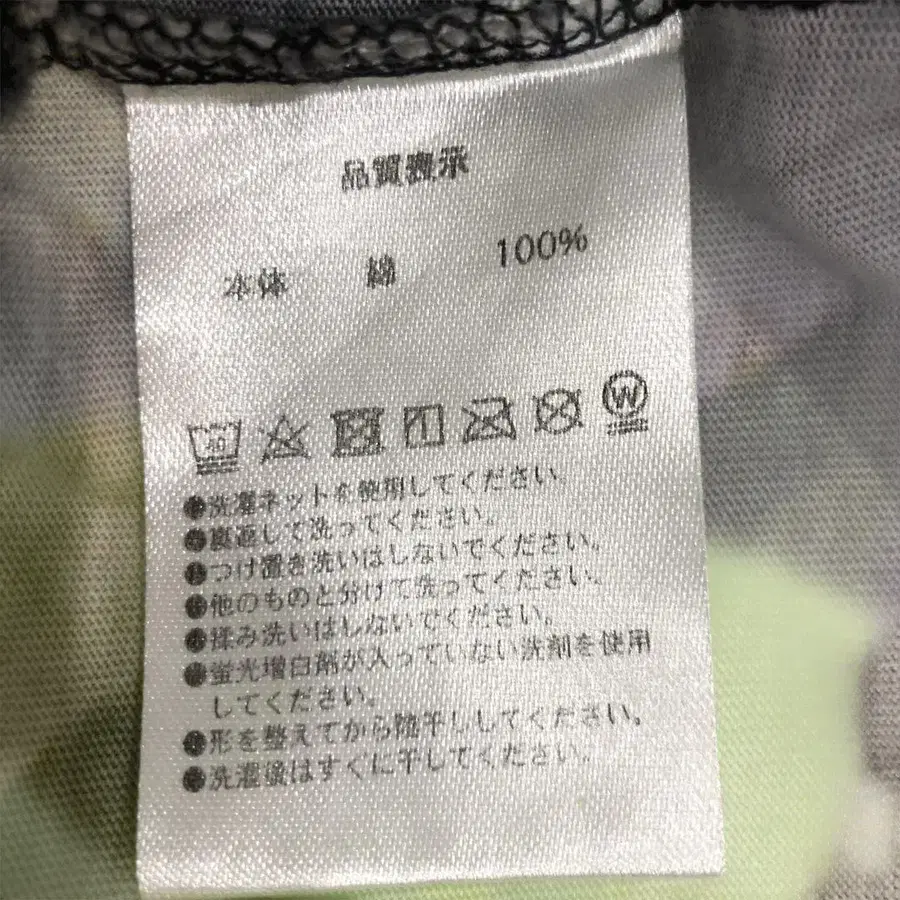 品質表示
本体 綿 100%
30
W
●洗濯ネットを使用してください。
●裏返して洗ってください。
●つけ置き洗いはしないでください。
●他のものと分けて洗ってください。
●揉み洗いはしないでください。
●蛍光増白剤が入っていない洗剤を使用
してください。
●形を整えてから陰干ししてください。
●洗濯後はすぐに干してください。